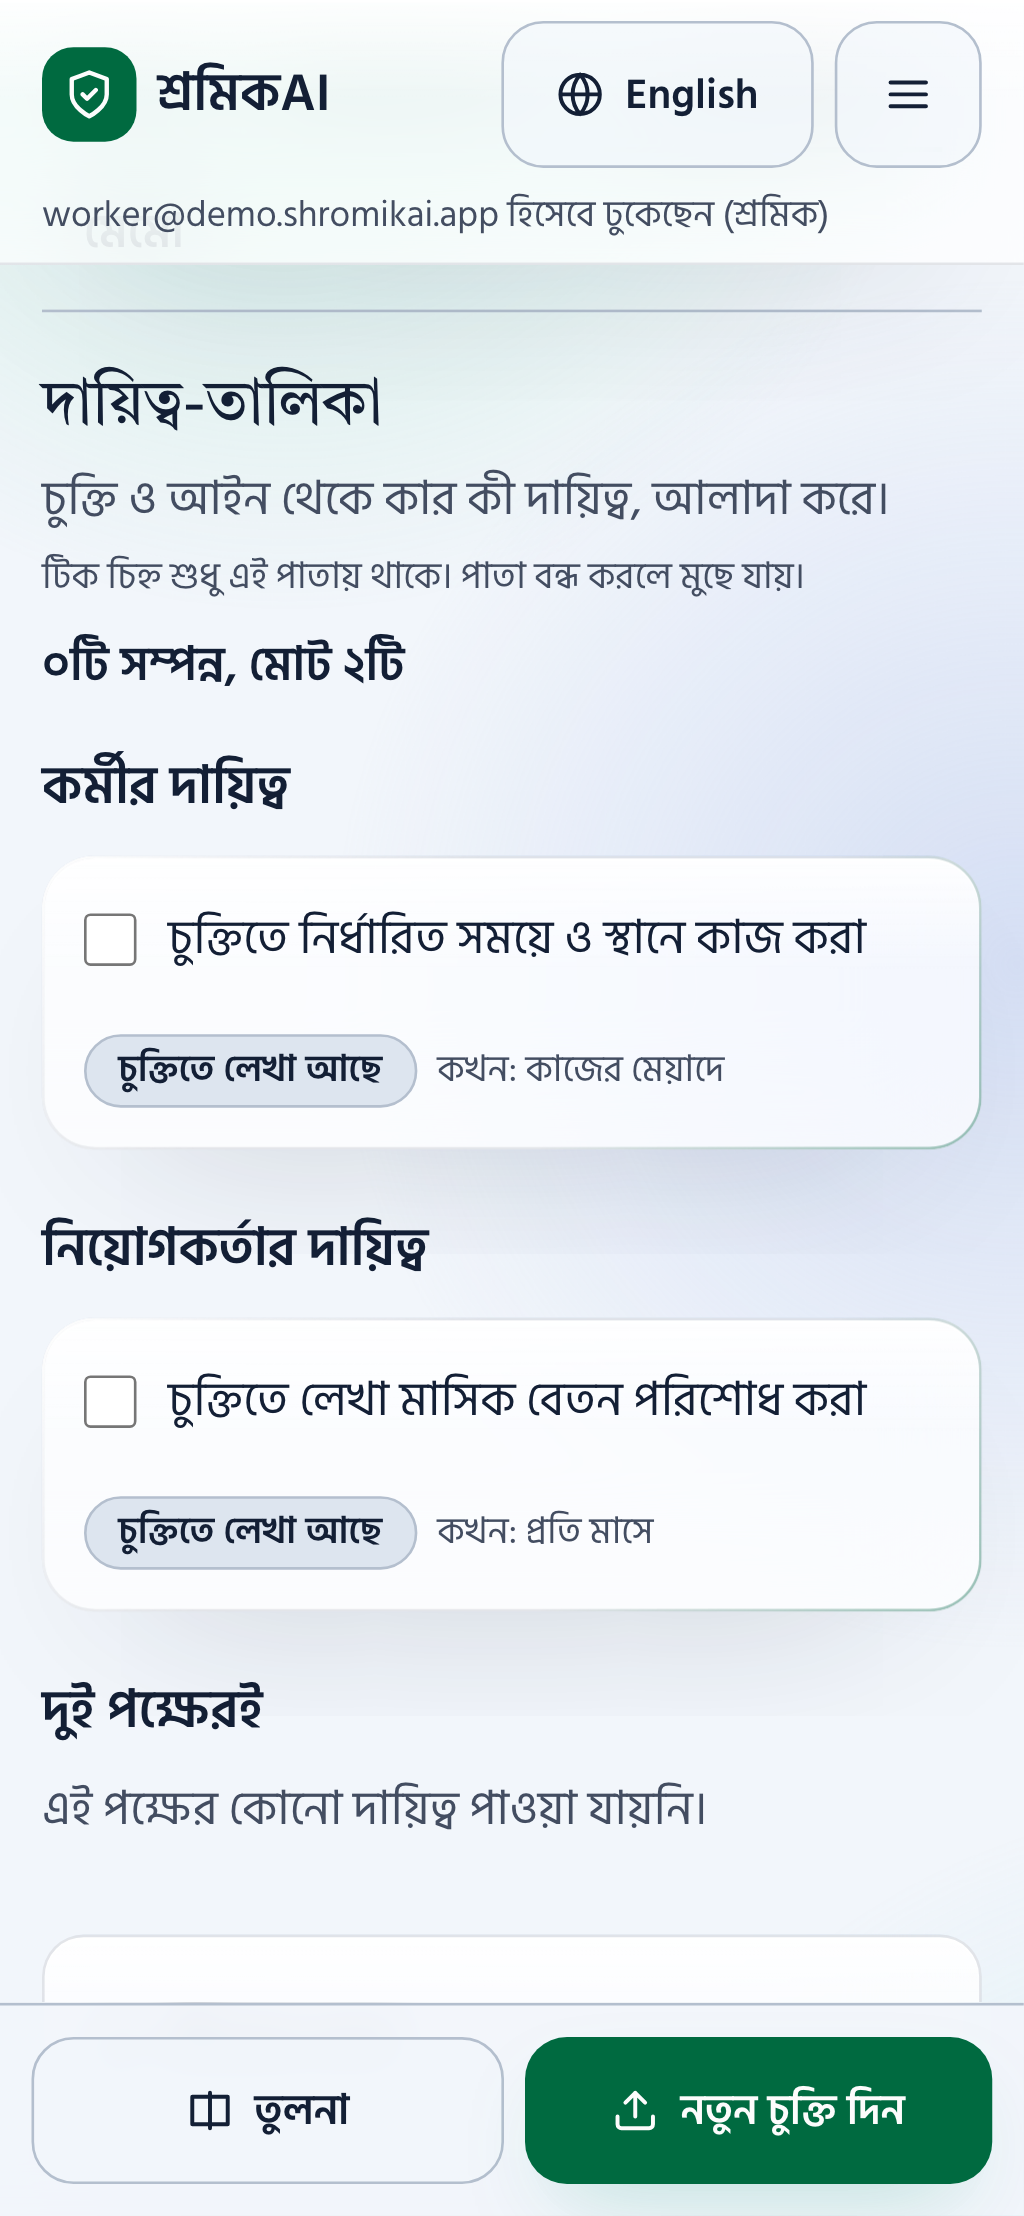 শ্রমিকAI
English
worker@demo.shromikai.app হিসেবে ঢুকেছেন (শ্রমিক)
মেমো
দায়িত্ব-তালিকা
চুক্তি ও আইন থেকে কার কী দায়িত্ব, আলাদা করে।
টিক চিহ্ন শুধু এই পাতায় থাকে। পাতা বন্ধ করলে মুছে যায়।
০টি সম্পন্ন, মোট ২টি
কর্মীর দায়িত্ব
চুক্তিতে নির্ধারিত সময়ে ও স্থানে কাজ করা
চুক্তিতে লেখা আছে কখন: কাজের মেয়াদে
নিয়োগকর্তার দায়িত্ব
চুক্তিতে লেখা মাসিক বেতন পরিশোধ করা
চুক্তিতে লেখা আছে কখন: প্রতি মাসে
দুই পক্ষেরই
এই পক্ষের কোনো দায়িত্ব পাওয়া যায়নি।
তুলনা
নতুন চুক্তি দিন